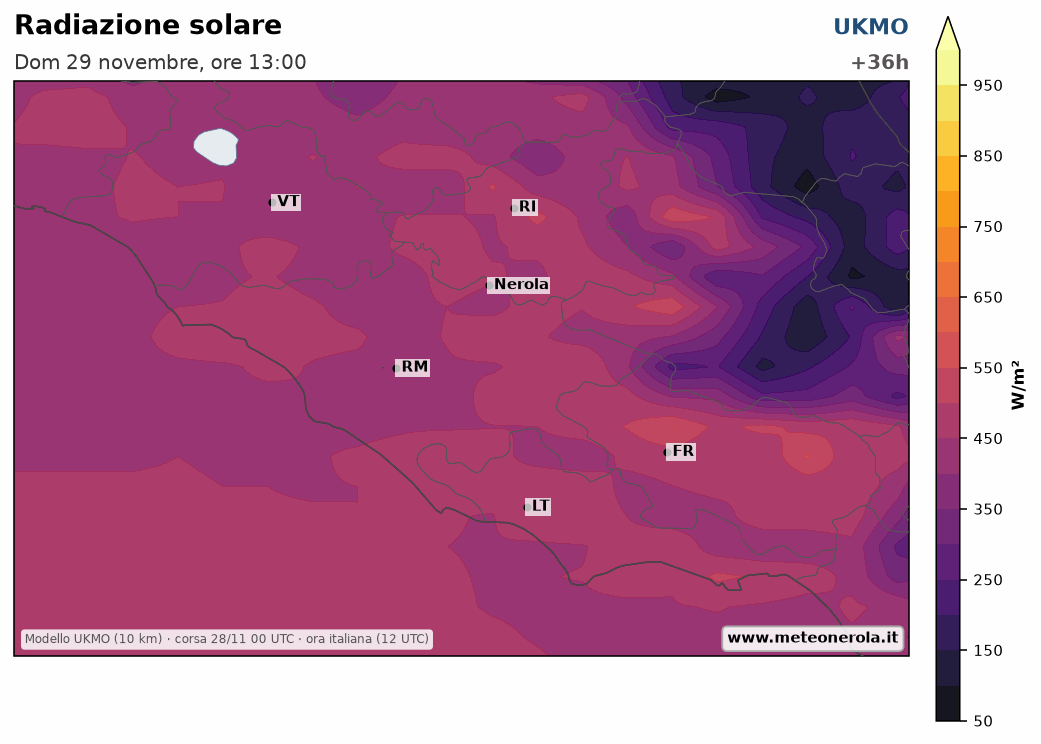 Radiazione solare
UKMO
Dom 29 novembre, ore 13:00
+36h
950
850
750
650
550
450
350
250
150
50
W/m²
VT
RI
Nerola
RM
FR
LT
Modello UKMO (10 km) · corsa 28/11 00 UTC · ora italiana (12 UTC)
www.meteonerola.it